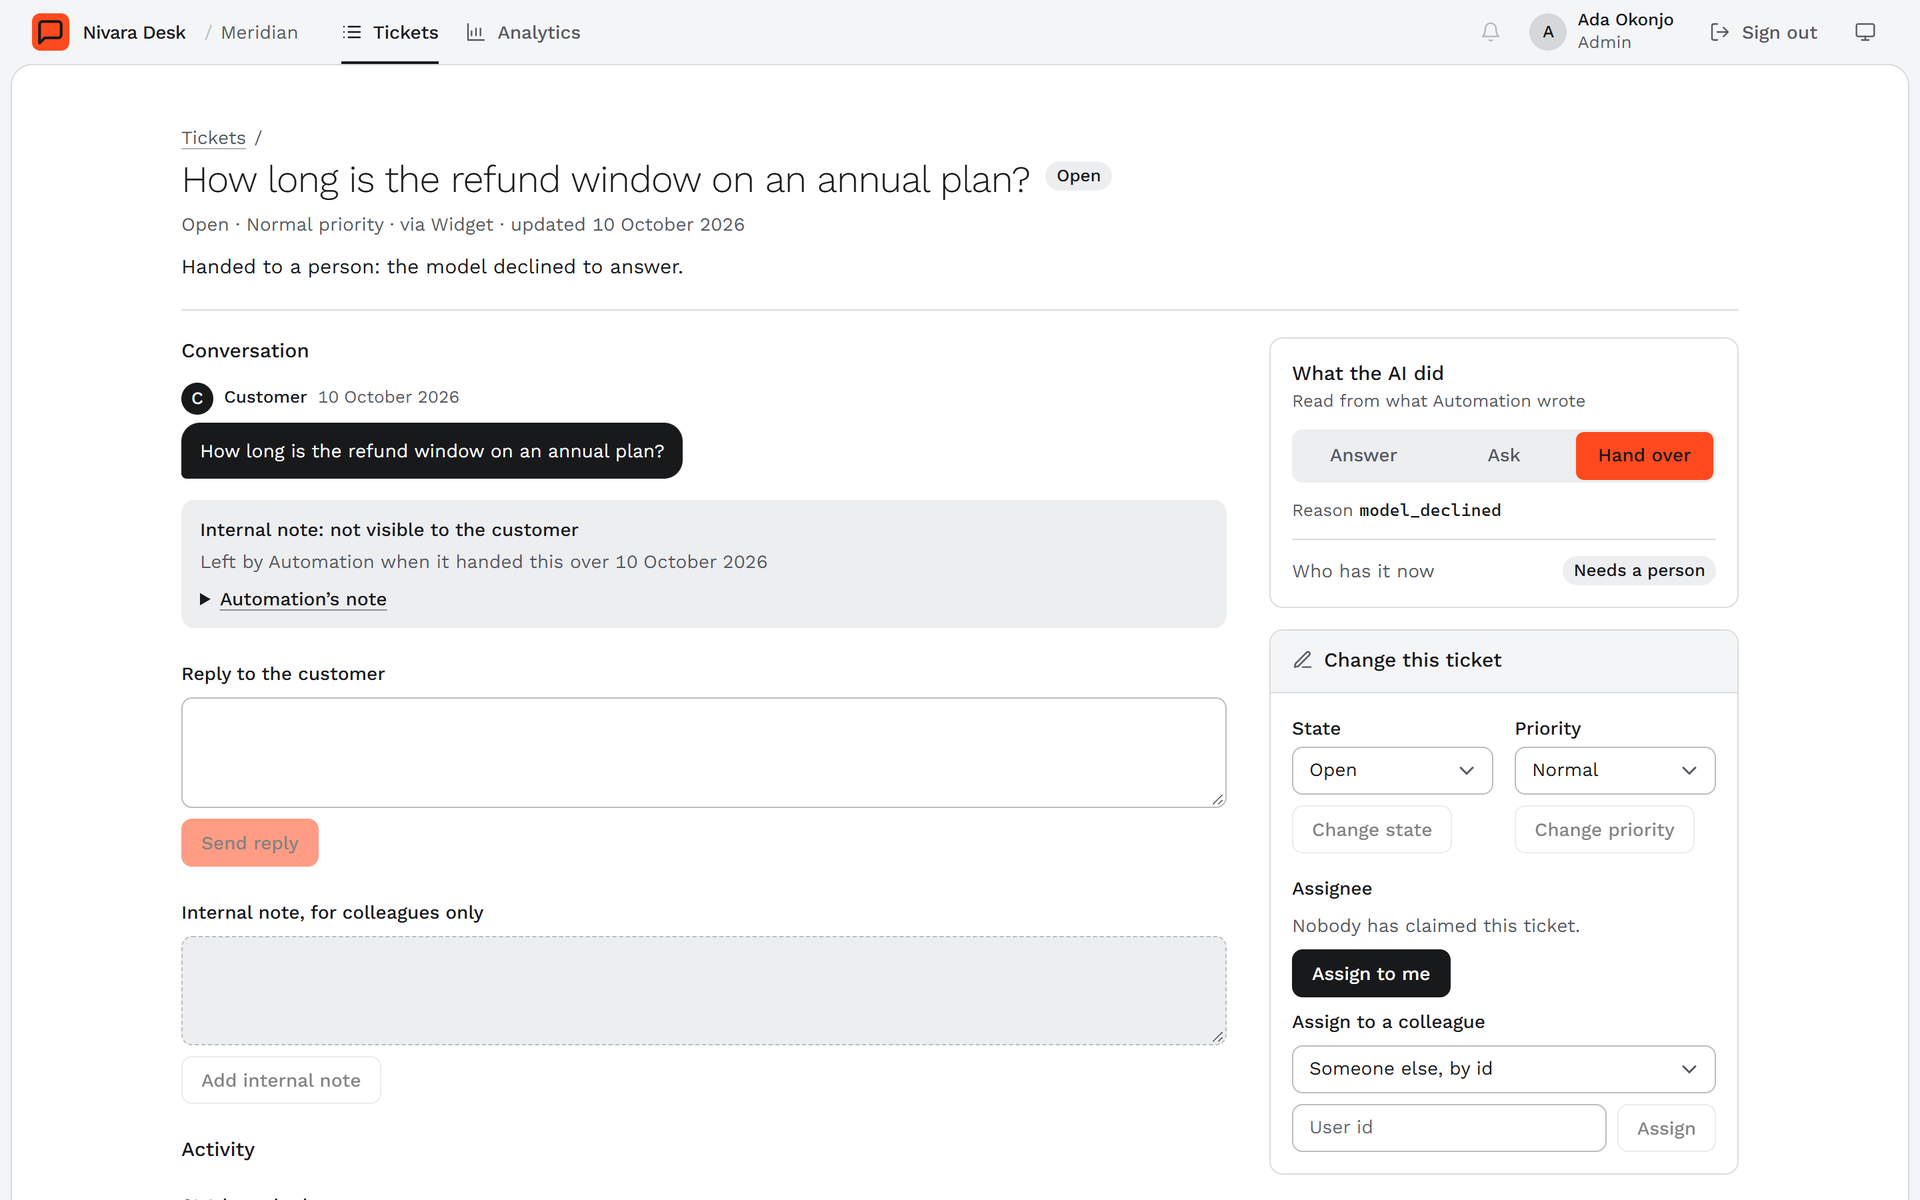 Nivara Desk / Meridian
Tickets
Analytics
A
Ada Okonjo
Admin
Sign out
Tickets /
How long is the refund window on an annual plan?
Open
Open · Normal priority · via Widget · updated 10 October 2026
Handed to a person: the model declined to answer.
Conversation
C
Customer 10 October 2026
How long is the refund window on an annual plan?
Internal note: not visible to the customer
Left by Automation when it handed this over 10 October 2026
Automation’s note
Reply to the customer
Send reply
Internal note, for colleagues only
Add internal note
Activity
What the AI did
Read from what Automation wrote
Answer Ask Hand over
Reason model_declined
Who has it now Needs a person
Change this ticket
State Priority
Open Normal
Change state Change priority
Assignee
Nobody has claimed this ticket.
Assign to me
Assign to a colleague
Someone else, by id
User id Assign